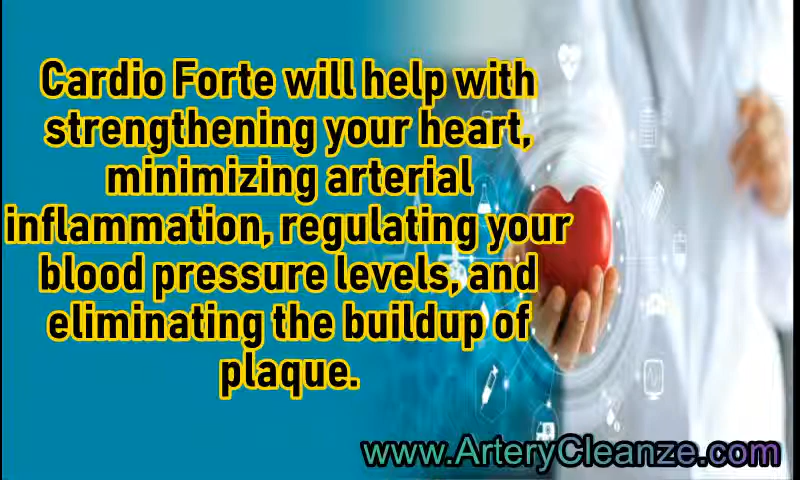 Cardio Forte will help with
strengthening your heart,
minimizing arterial
inflammation, regulating your
blood pressure levels, and
eliminating the buildup of
plaque.
www.ArteryCleanze.com